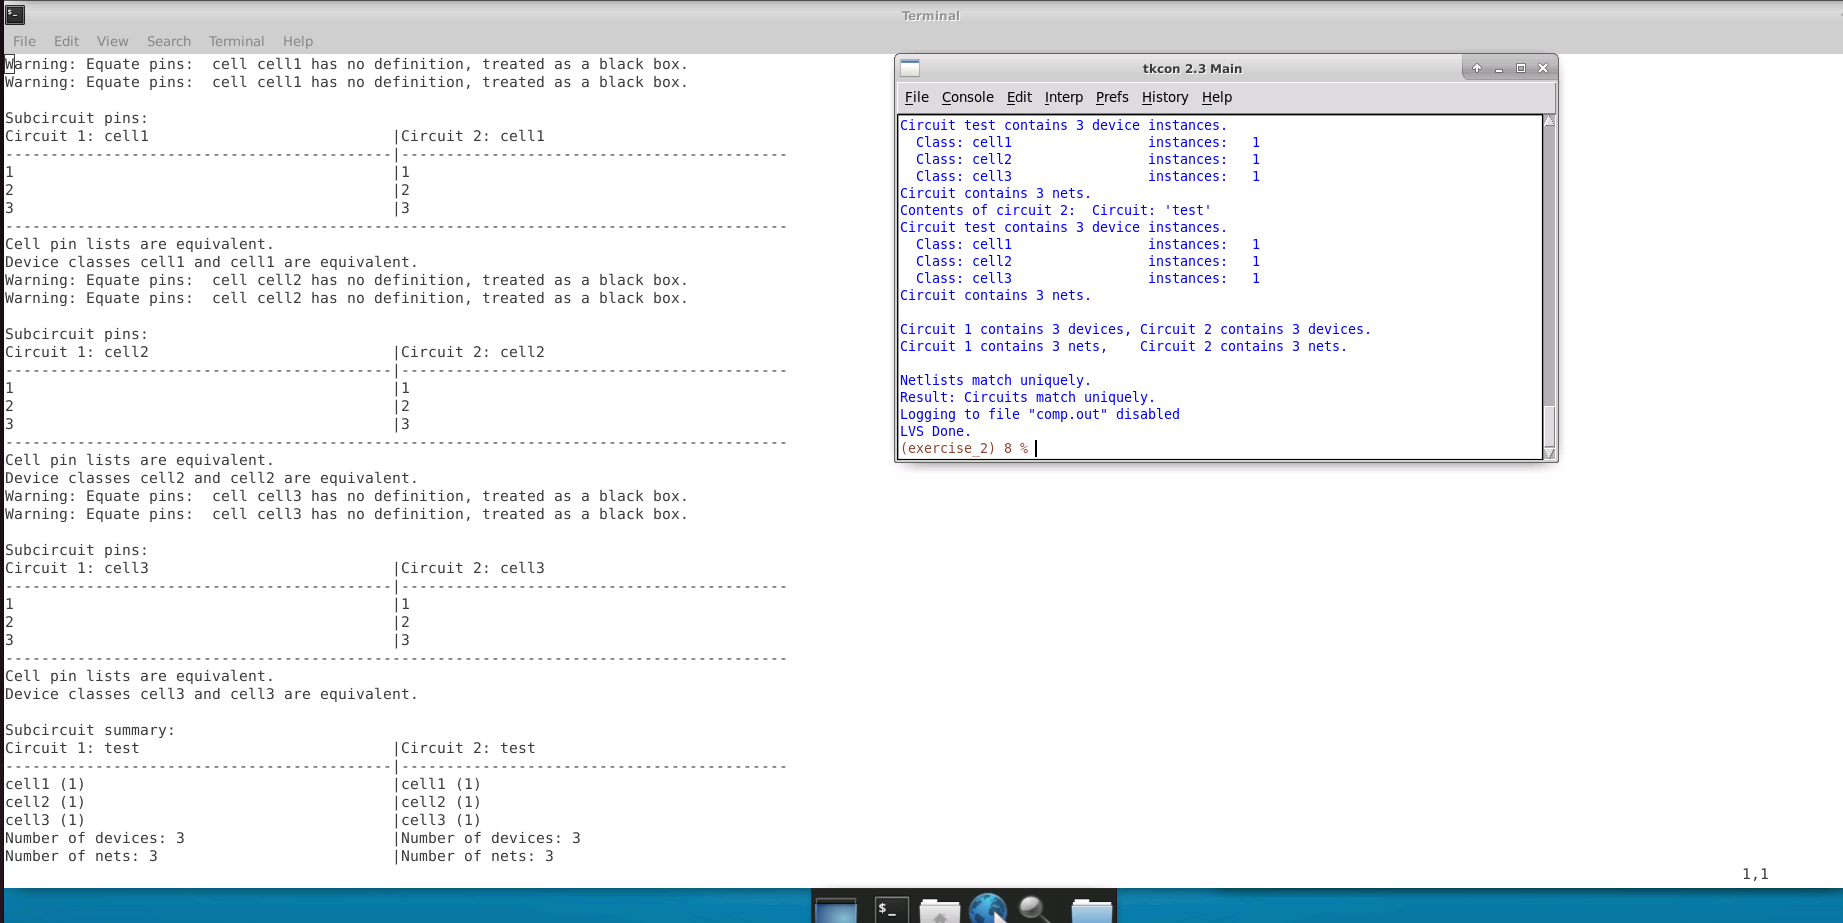 Terminal
File Edit View Search Terminal Help
Warning: Equate pins:  cell cell1 has no definition, treated as a black box.
Warning: Equate pins:  cell cell1 has no definition, treated as a black box.
Subcircuit pins:
Circuit 1: cell1                           |Circuit 2: cell1
-------------------------------------------|-------------------------------------------
1                                          |1
2                                          |2
3                                          |3
---------------------------------------------------------------------------------------
Cell pin lists are equivalent.
Device classes cell1 and cell1 are equivalent.
Warning: Equate pins:  cell cell2 has no definition, treated as a black box.
Warning: Equate pins:  cell cell2 has no definition, treated as a black box.
Subcircuit pins:
Circuit 1: cell2                           |Circuit 2: cell2
-------------------------------------------|-------------------------------------------
1                                          |1
2                                          |2
3                                          |3
---------------------------------------------------------------------------------------
Cell pin lists are equivalent.
Device classes cell2 and cell2 are equivalent.
Warning: Equate pins:  cell cell3 has no definition, treated as a black box.
Warning: Equate pins:  cell cell3 has no definition, treated as a black box.
Subcircuit pins:
Circuit 1: cell3                           |Circuit 2: cell3
-------------------------------------------|-------------------------------------------
1                                          |1
2                                          |2
3                                          |3
---------------------------------------------------------------------------------------
Cell pin lists are equivalent.
Device classes cell3 and cell3 are equivalent.
Subcircuit summary:
Circuit 1: test                            |Circuit 2: test
-------------------------------------------|-------------------------------------------
cell1 (1)                                  |cell1 (1)
cell2 (1)                                  |cell2 (1)
cell3 (1)                                  |cell3 (1)
Number of devices: 3                       |Number of devices: 3
Number of nets: 3                          |Number of nets: 3
1,1
tkcon 2.3 Main
File Console Edit Interp Prefs History Help
Circuit test contains 3 device instances.
  Class: cell1                 instances:   1
  Class: cell2                 instances:   1
  Class: cell3                 instances:   1
Circuit contains 3 nets.
Contents of circuit 2:  Circuit: 'test'
Circuit test contains 3 device instances.
  Class: cell1                 instances:   1
  Class: cell2                 instances:   1
  Class: cell3                 instances:   1
Circuit contains 3 nets.
Circuit 1 contains 3 devices, Circuit 2 contains 3 devices.
Circuit 1 contains 3 nets,    Circuit 2 contains 3 nets.
Netlists match uniquely.
Result: Circuits match uniquely.
Logging to file "comp.out" disabled
LVS Done.
(exercise_2) 8 %
$_